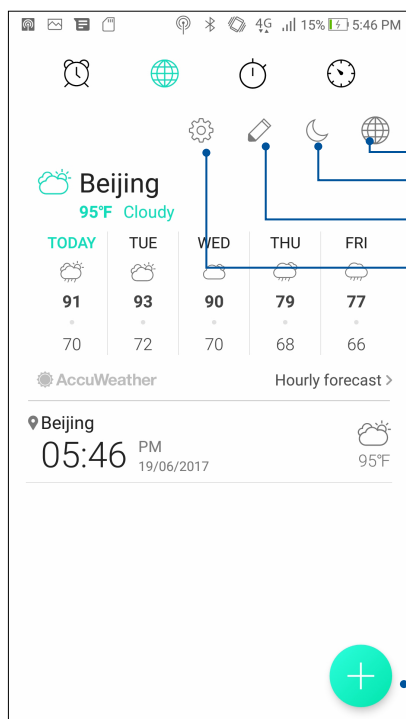 4G 15% 5:46 PM
Beijing
95°F Cloudy
TODAY TUE WED THU FRI
91 93 90 79 77
70 72 70 68 66
AccuWeather Hourly forecast >
Beijing
05:46 PM
19/06/2017
95°F